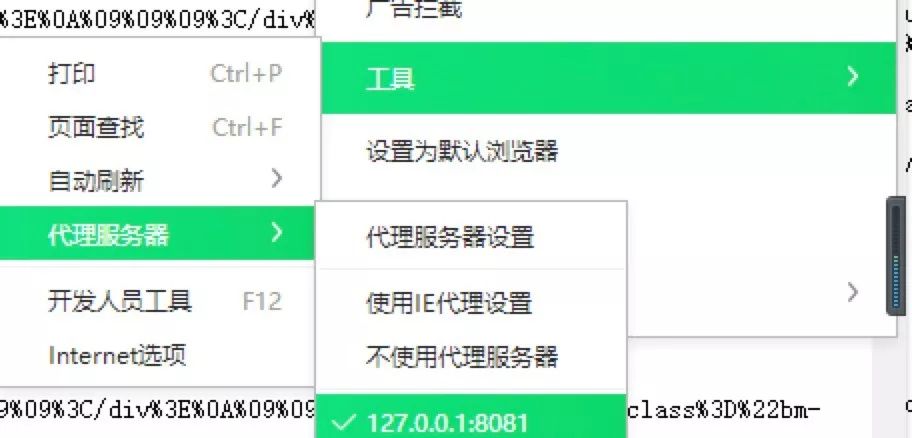 %3E%0A%09%09%09%3C/div%
广告拦截
打印 Ctrl+P
工具
页面查找 Ctrl+F
设置为默认浏览器
自动刷新
代理服务器
代理服务器设置
开发人员工具 F12
使用IE代理设置
Internet选项
不使用代理服务器
9%09%3C/div%3E%0A%09%09
class%3D%22bm-
127.0.0.1:8081